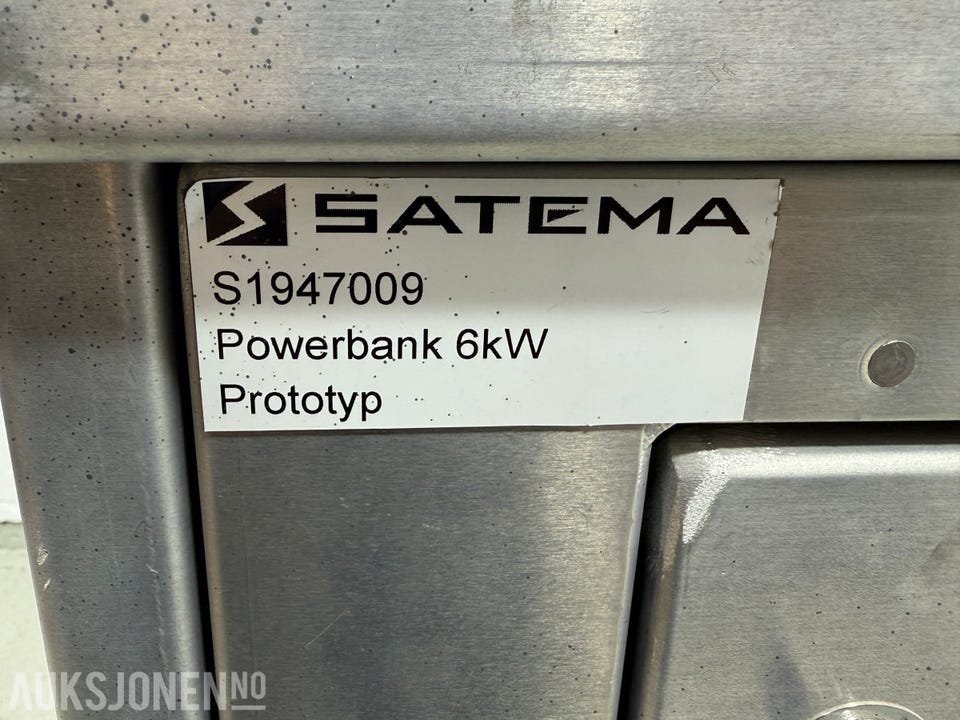 SATEMA
S1947009
Powerbank 6kW
Prototyp
AUKSJONEN NO